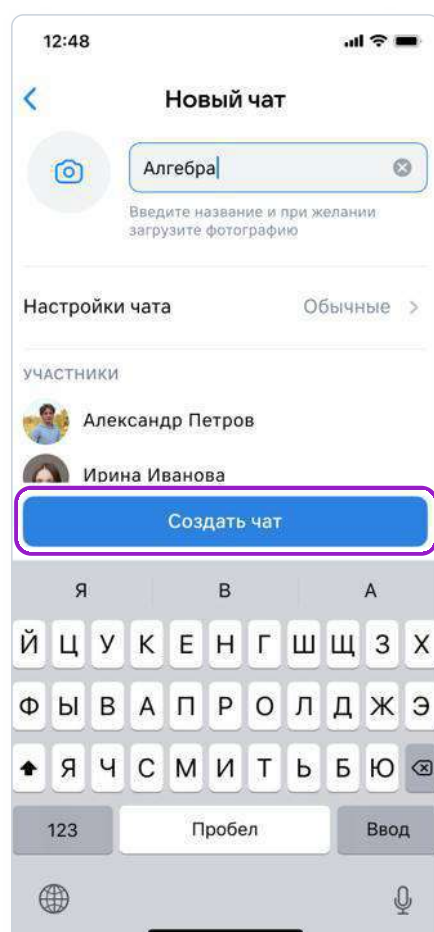 12:48
Новый чат
Алгебра
Введите название и при желании
загрузите фотографию
Настройки чата Обычные
УЧАСТНИКИ
Александр Петров
Ирина Иванова
Создать чат
Я В А
Й Ц У К Е Н Г Ш Щ З Х
Ф Ы В А П Р О Л Д Ж Э
Я Ч С М И Т Ь Б Ю
123 Пробел Ввод